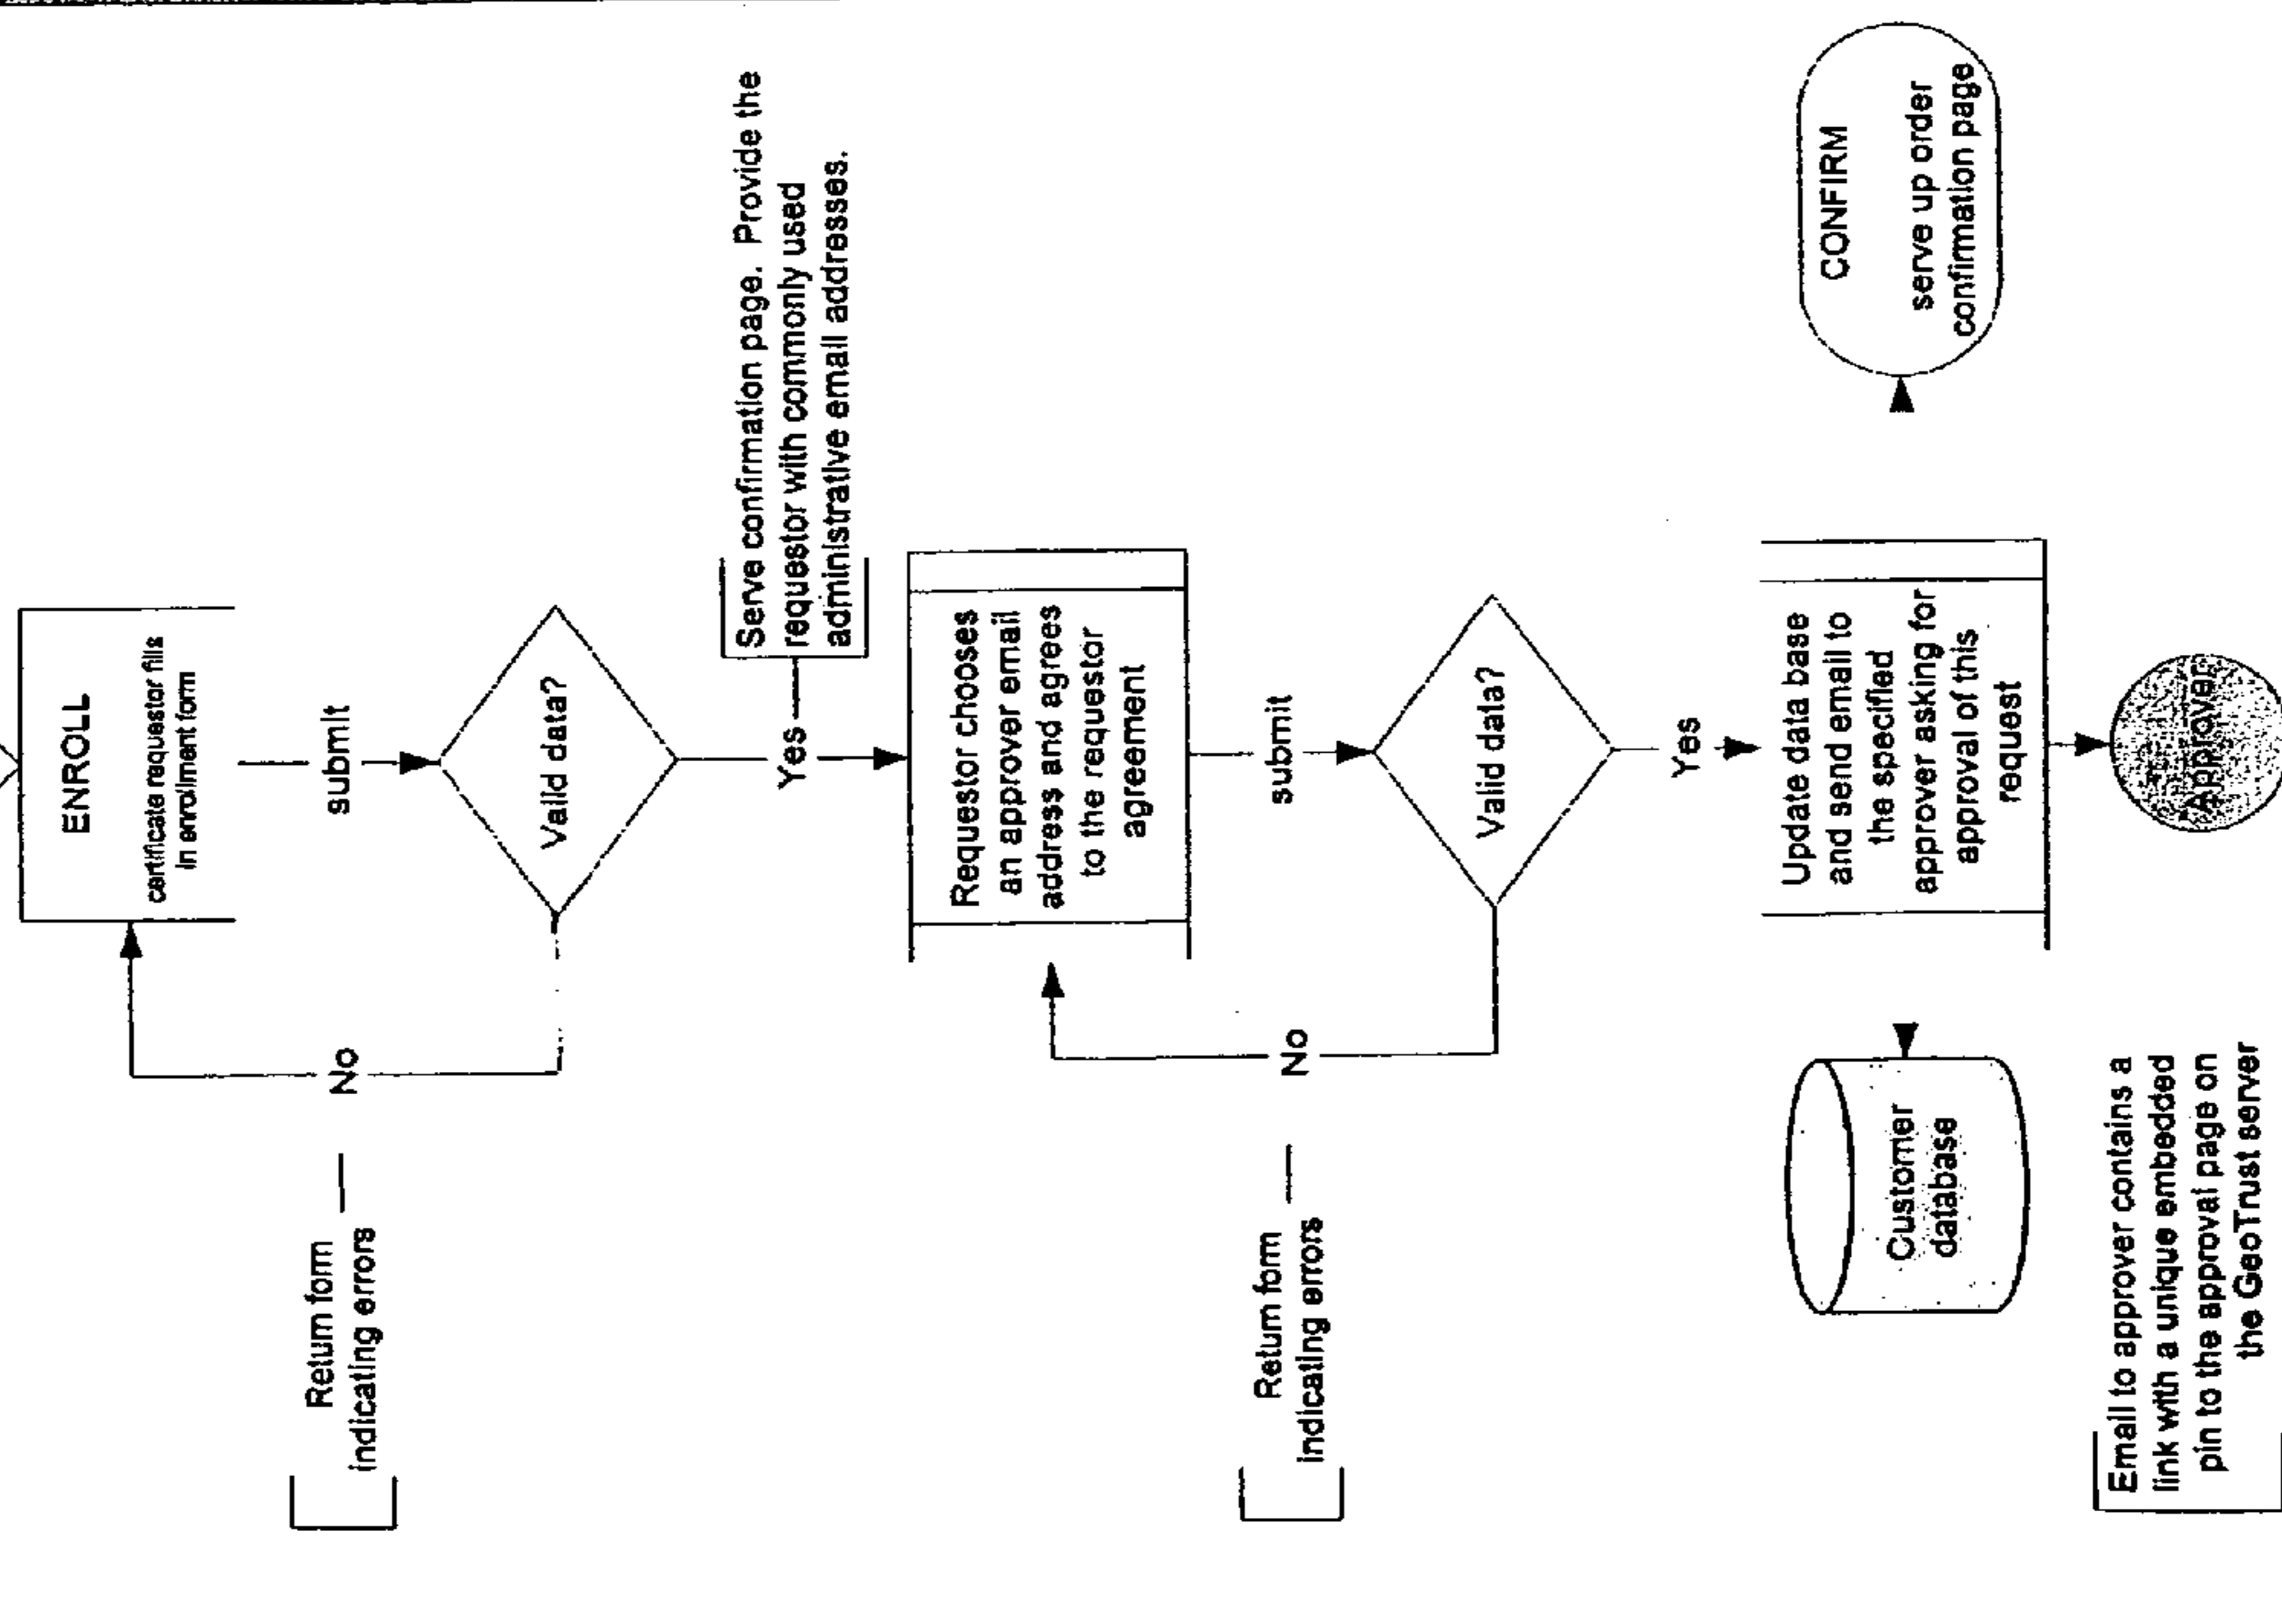 ENROLL
certificate requestor fills
in enrollment form
submit
Valid data?
No
Return form
indicating errors
Yes
Serve confirmation page. Provide the
requestor with commonly used
administrative email addresses.
Requestor chooses
an approver email
address and agrees
to the requestor
agreement
submit
Valid data?
No
Return form
indicating errors
Yes
Update data base
and send email to
the specified
approver asking for
approval of this
request
CONFIRM
serve up order
confirmation page
Customer
database
Approver
Email to approver contains a
link with a unique embedded
pin to the approval page on
the GeoTrust server